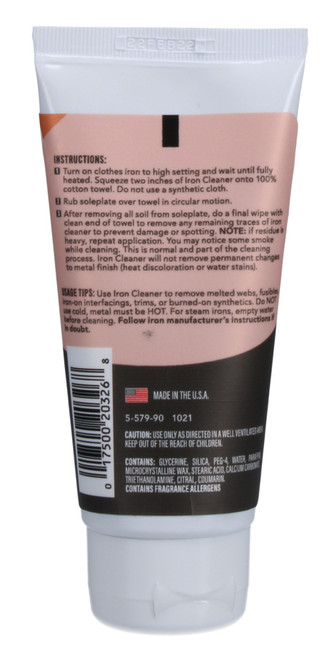 INSTRUCTIONS:
1 Turn on clothes iron to high setting and wait until fully
heated. Squeeze two inches of Iron Cleaner onto 100%
cotton towel. Do not use a synthetic cloth.
2 Rub soleplate over towel in circular motion.
3 After removing all soil from soleplate, do a final wipe with
clean end of towel to remove any remaining traces of iron
cleaner to prevent damage or spotting. NOTE: if residue is
heavy, repeat application. You may notice some smoke
while cleaning. This is normal and part of the cleaning
process. Iron Cleaner will not remove permanent changes
to metal finish (heat discoloration or water stains).
USAGE TIPS: Use Iron Cleaner to remove melted webs, fusibles,
iron-on interfacings, trims, or burned-on synthetics. Do NOT
use cold, metal must be HOT. For steam irons, empty water
before cleaning. Follow iron manufacturer's instructions if
in doubt.
MADE IN THE U.S.A.
5-579-90 1021
CAUTION: USE ONLY AS DIRECTED IN A WELL VENTILATED AREA.
KEEP OUT OF THE REACH OF CHILDREN.
CONTAINS: GLYCERINE, SILICA, PEG-4, WATER, PARAFFIN,
MICROCRYSTALLINE WAX, STEARIC ACID, CALCIUM CARBONATE,
TRIETHANOLAMINE, CITRAL, COUMARIN.
CONTAINS FRAGRANCE ALLERGENS
0 17500 20326 8